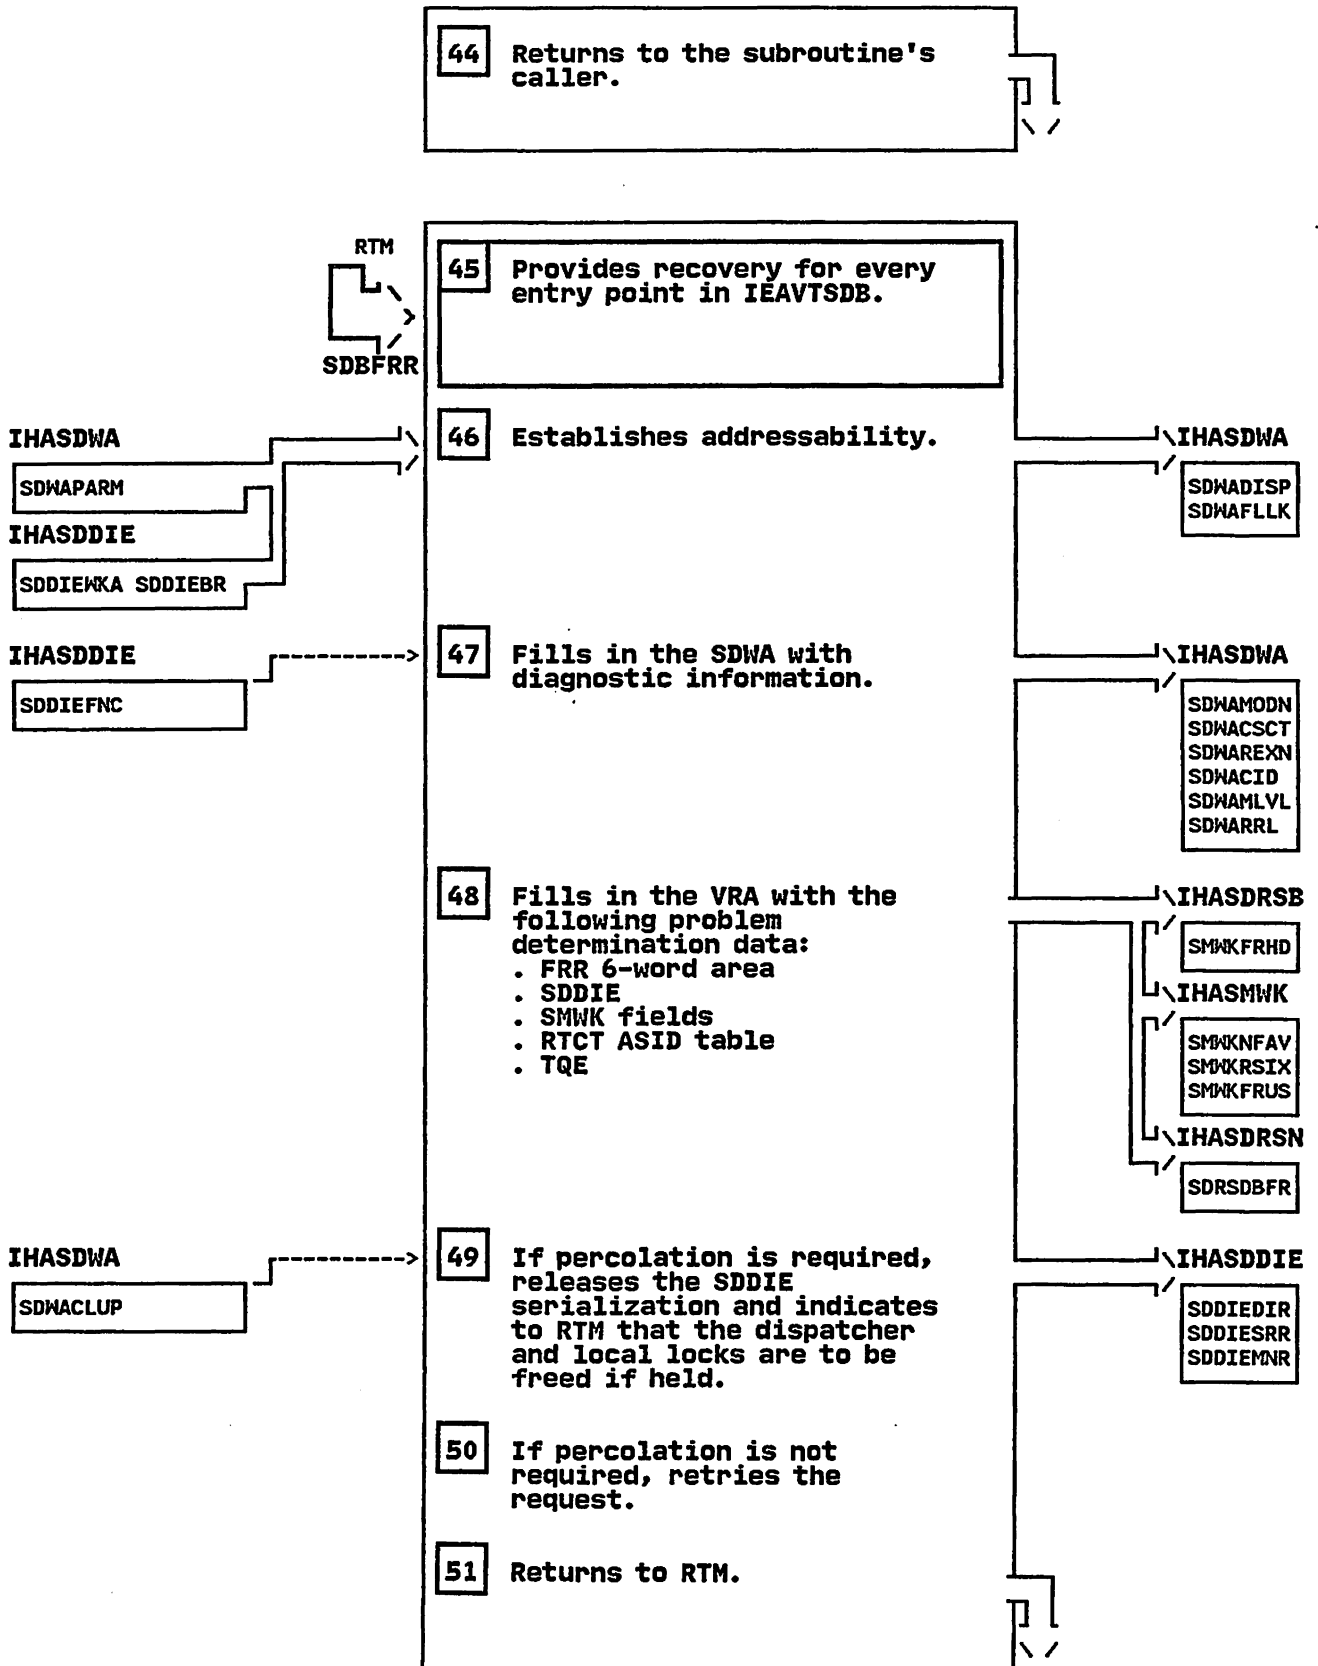 44 Returns to the subroutine's
caller.
RTM
SDBFRR
45 Provides recovery for every
entry point in IEAVTSDB.
IHASDWA
SDWAPARM
IHASDDIE
SDDIEWKA SDDIEBR
46 Establishes addressability.
IHASDWA
SDWADISP
SDWAFLLK
IHASDDIE
SDDIEFNC
47 Fills in the SDWA with
diagnostic information.
IHASDWA
SDWAMODN
SDWACSCT
SDWAREXN
SDWACID
SDWAMLVL
SDWARRL
48 Fills in the VRA with the
following problem
determination data:
. FRR 6-word area
. SDDIE
. SMWK fields
. RTCT ASID table
. TQE
IHASDRSB
SMWKFRHD
IHASMWK
SMWKNFAV
SMWKRSIX
SMWKFRUS
IHASDRSN
SDRSDBFR
IHASDWA
SDWACLUP
49 If percolation is required,
releases the SDDIE
serialization and indicates
to RTM that the dispatcher
and local locks are to be
freed if held.
IHASDDIE
SDDIEDIR
SDDIESRR
SDDIEMNR
50 If percolation is not
required, retries the
request.
51 Returns to RTM.